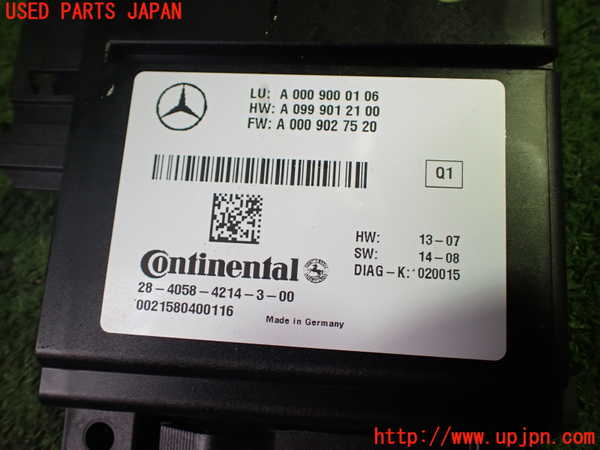 USED PARTS JAPAN
LU: A 000 900 01 06
HW: A 099 901 21 00
FW: A 000 902 75 20
Q1
HW: 13-07
SW: 14-08
DIAG-K: 020015
Continental
28-4058-4214-3-00
0021580400116
Made in Germany
http://www.upjpn.com/